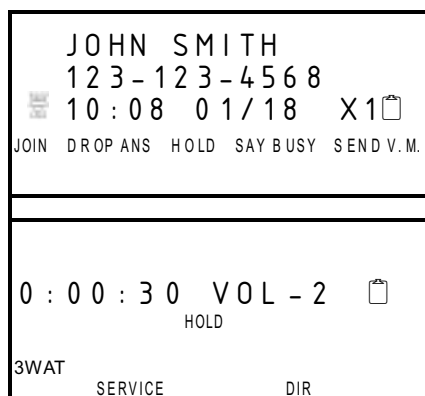 JOHN SMITH
123-123-4568
10:08 01/18 X1
JOIN DROP ANS HOLD SAY BUSY SEND V.M.
0:00:30 VOL-2
HOLD
3WAT
SERVICE DIR